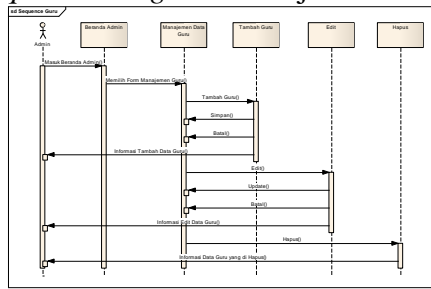 sd Sequence Guru
Admin
Beranda Admin
Manajemen Data
Guru
Tambah Guru
Edit
Hapus
Masuk Beranda Admin()
Memilih Form Manajemen Guru()
Tambah Guru()
Simpan()
Batal()
Informasi Tambah Data Guru()
Edit()
Update()
Batal()
Informasi Edit Data Guru()
Hapus()
Informasi Data Guru yang di Hapus()